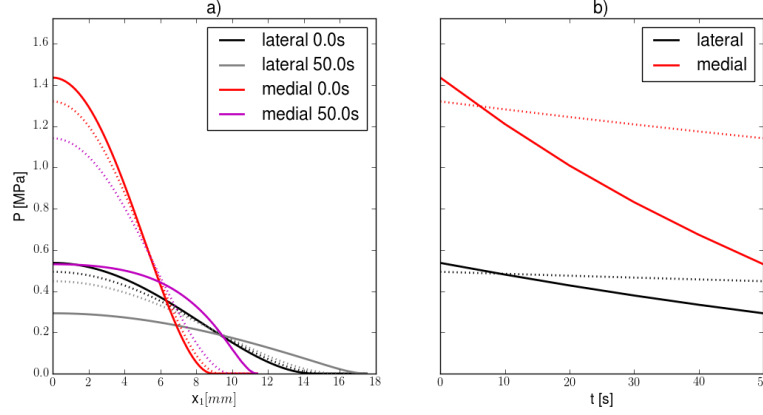 a)
b)
P [MPa]
1.6
1.4
1.2
1.0
0.8
0.6
0.4
0.2
0.0
lateral 0.0s
lateral 50.0s
medial 0.0s
medial 50.0s
lateral
medial
0 2 4 6 8 10 12 14 16 18
x₁[mm]
0 10 20 30 40 50
t [s]